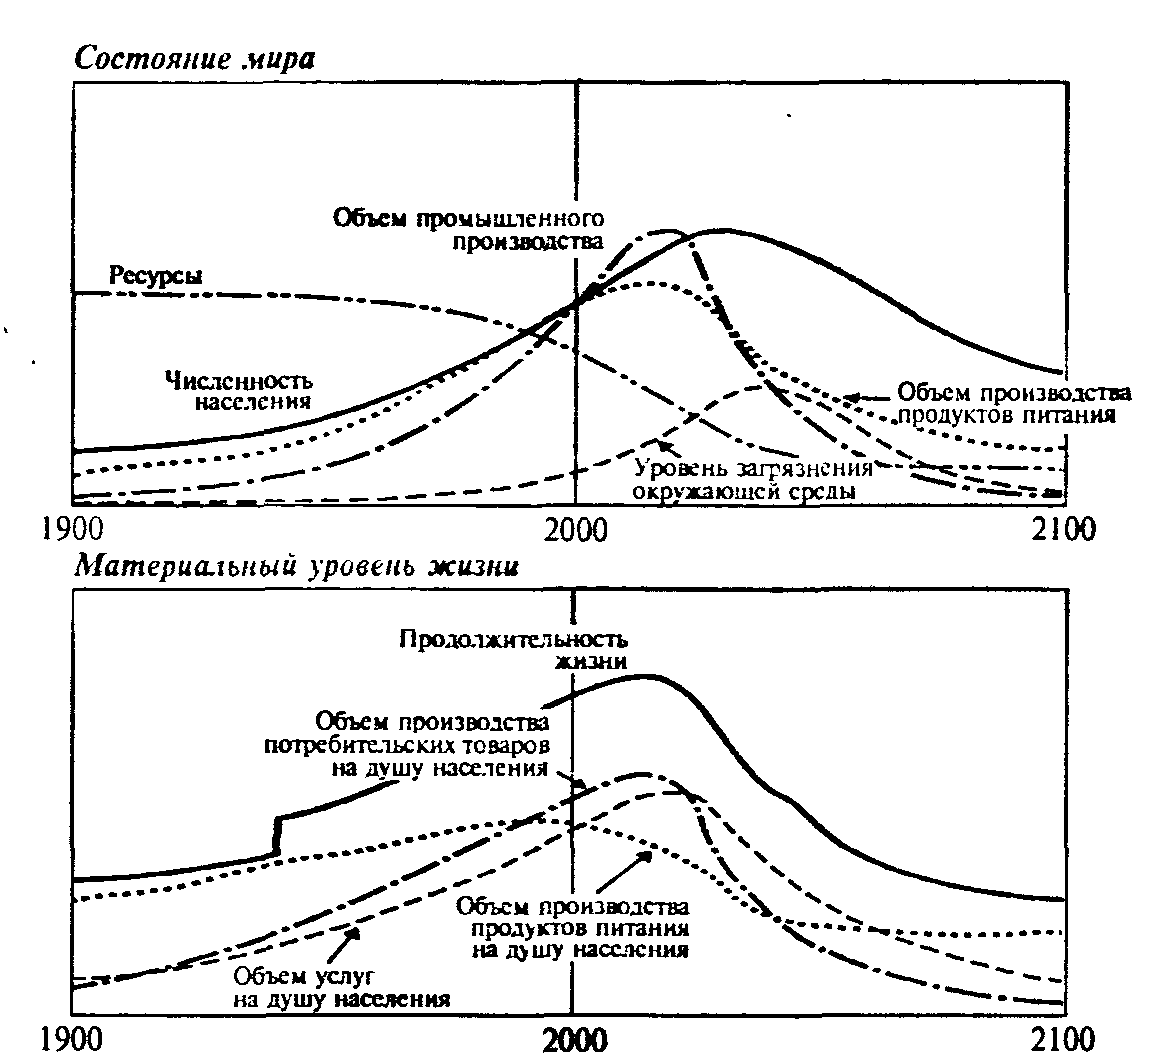 Состояние мира
Объем промышленного
производства
Ресурсы
Численность
населения
Объем производства
продуктов питания
Уровень загрязнения
окружающей среды
1900
2000
2100
Материальный уровень жизни
Продолжительность
жизни
Объем производства
потребительских товаров
на душу населения
Объем производства
продуктов питания
на душу населения
Объем услуг
на душу населения
1900
2000
2100